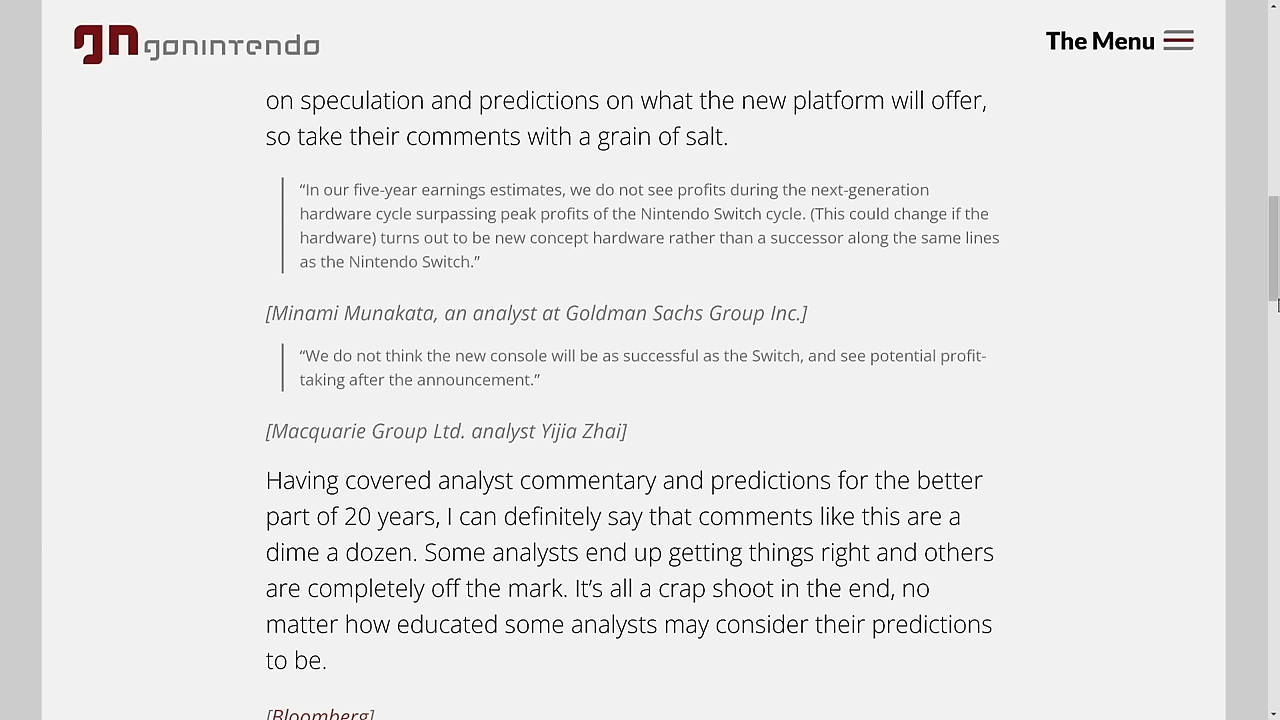 gonintendo
The Menu
on speculation and predictions on what the new platform will offer,
so take their comments with a grain of salt.
“In our five-year earnings estimates, we do not see profits during the next-generation
hardware cycle surpassing peak profits of the Nintendo Switch cycle. (This could change if the
hardware) turns out to be new concept hardware rather than a successor along the same lines
as the Nintendo Switch.”
[Minami Munakata, an analyst at Goldman Sachs Group Inc.]
“We do not think the new console will be as successful as the Switch, and see potential profit-
taking after the announcement.”
[Macquarie Group Ltd. analyst Yijia Zhai]
Having covered analyst commentary and predictions for the better
part of 20 years, I can definitely say that comments like this are a
dime a dozen. Some analysts end up getting things right and others
are completely off the mark. It’s all a crap shoot in the end, no
matter how educated some analysts may consider their predictions
to be.
[Bloomberg]